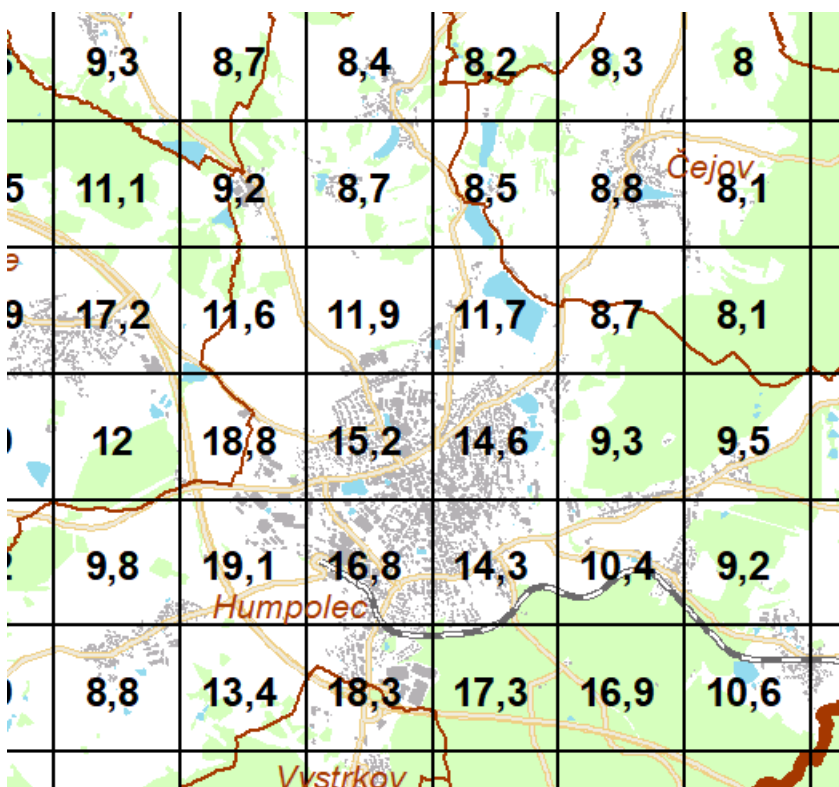 9,3 8,7 8,4 8,2 8,3 8
Čejov
5 11,1 9,2 8,7 8,5 8,8 8,1
e
9 17,2 11,6 11,9 11,7 8,7 8,1
12 18,8 15,2 14,6 9,3 9,5
9,8 19,1 16,8 14,3 10,4 9,2
Humpolec
8,8 13,4 18,3 17,3 16,9 10,6
Vystrkov